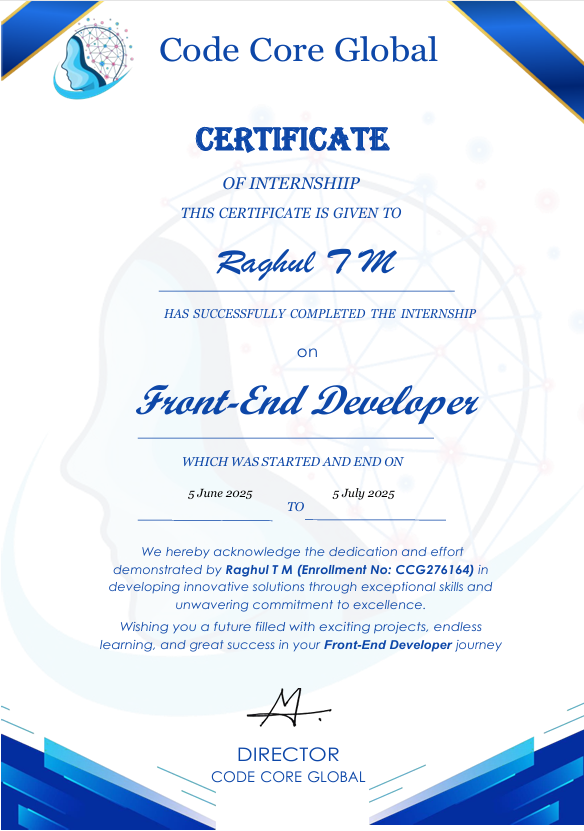 Code Core Global
CERTIFICATE
OF INTERNSHIIP
THIS CERTIFICATE IS GIVEN TO
Raghul T M
HAS SUCCESSFULLY COMPLETED THE INTERNSHIP
on
Front-End Developer
WHICH WAS STARTED AND END ON
5 June 2025 TO 5 July 2025
We hereby acknowledge the dedication and effort
demonstrated by Raghul T M (Enrollment No: CCG276164) in
developing innovative solutions through exceptional skills and
unwavering commitment to excellence.
Wishing you a future filled with exciting projects, endless
learning, and great success in your Front-End Developer journey
DIRECTOR
CODE CORE GLOBAL